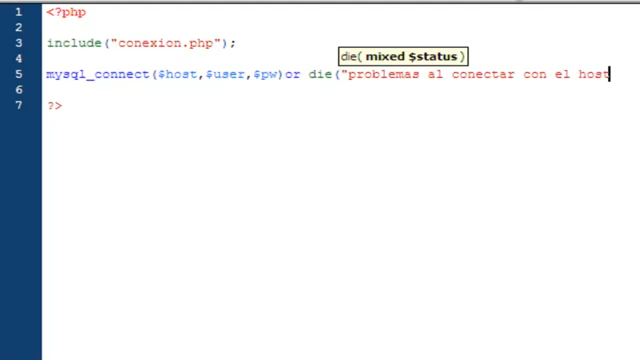 1 <?php
2
3 include("conexion.php");
die( mixed $status )
4
5 mysql_connect($host,$user,$pw)or die("problemas al conectar con el host
6
7 ?>